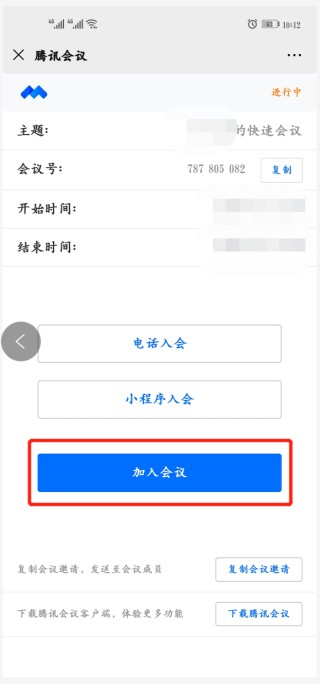 4G 4G 10:12
腾讯会议
进行中
主题: 的快速会议
会议号: 787 805 082 复制
开始时间:
结束时间:
电话入会
小程序入会
加入会议
复制会议邀请，发送至会议成员 复制会议邀请
下载腾讯会议客户端，体验更多功能 下载腾讯会议